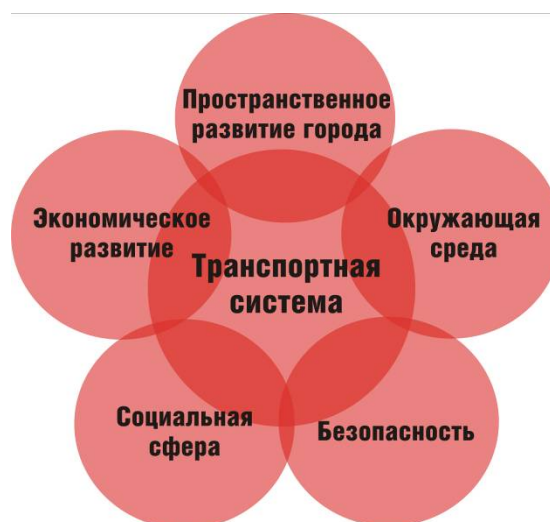 Пространственное
развитие города
Экономическое
развитие
Окружающая
среда
Транспортная
система
Социальная
сфера
Безопасность